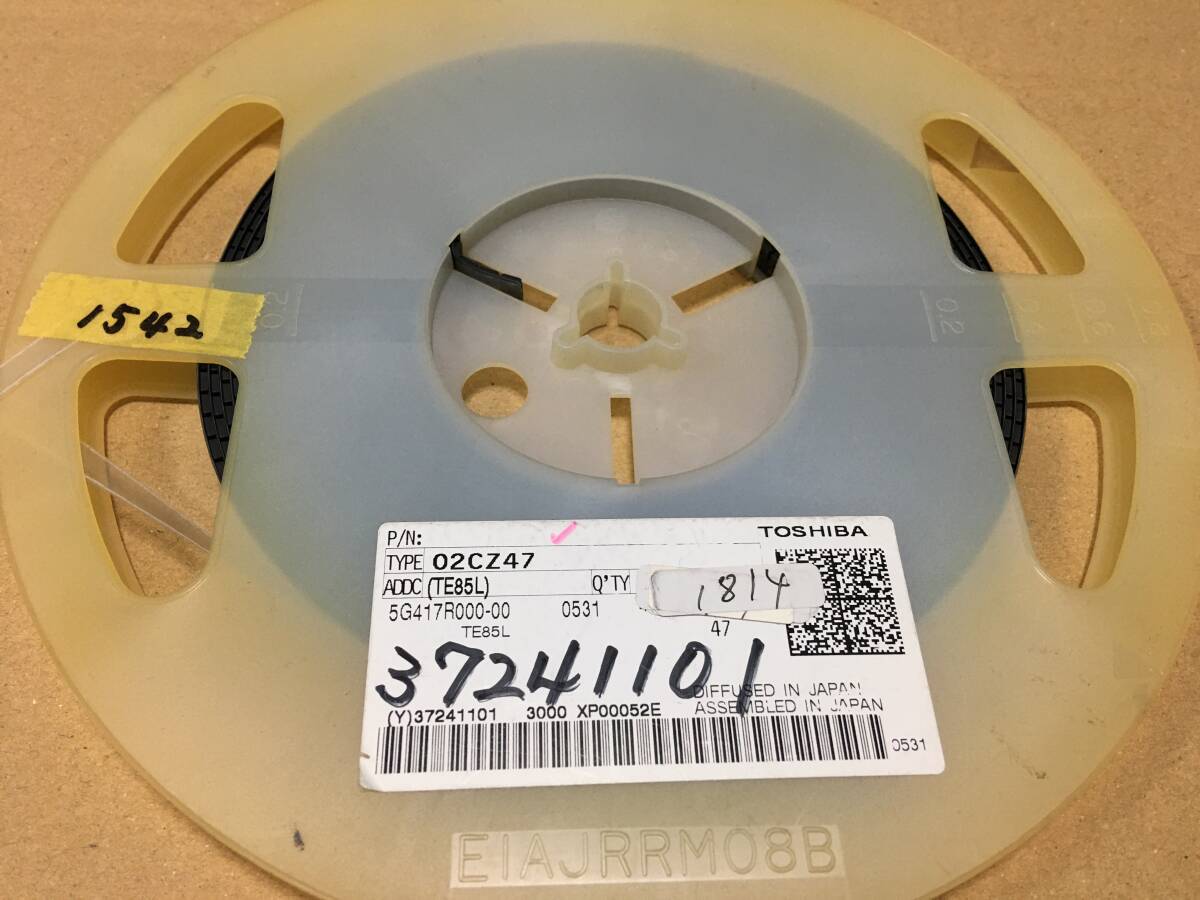 1542
0.2
0.2
P/N:
TOSHIBA
TYPE 02CZ47
ADDC (TE85L) Q'TY 1814
5G417R000-00 0531
TE85L 47
37241101
DIFFUSED IN JAPAN
(Y)37241101 3000 XP00052E ASSEMBLED IN JAPAN
0531
EIAJRRM08B